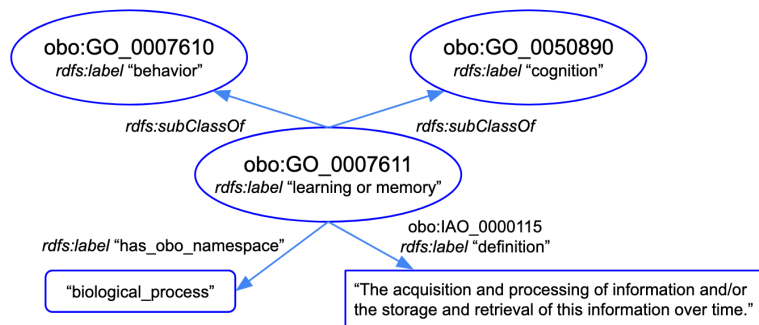 obo:GO_0007610
rdfs:label “behavior”
obo:GO_0050890
rdfs:label “cognition”
rdfs:subClassOf
rdfs:subClassOf
obo:GO_0007611
rdfs:label “learning or memory”
rdfs:label “has_obo_namespace”
obo:IAO_0000115
rdfs:label “definition”
“biological_process”
“The acquisition and processing of information and/or
the storage and retrieval of this information over time.”